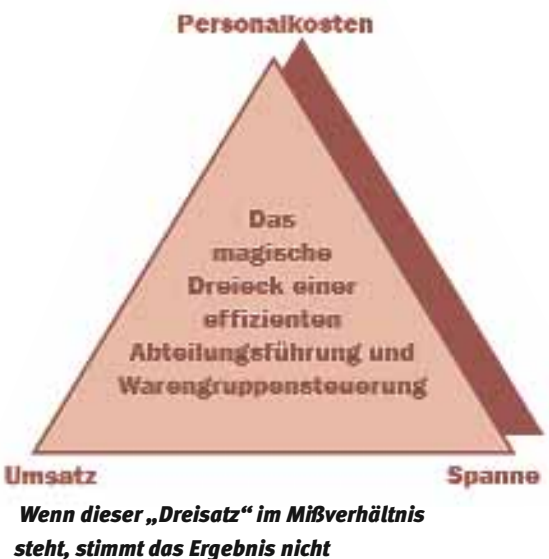 Personalkosten
Das
magische
Dreieck einer
effizienten
Abteilungsführung und
Warengruppensteuerung
Umsatz Spanne
Wenn dieser „Dreisatz“ im Mißverhältnis
steht, stimmt das Ergebnis nicht